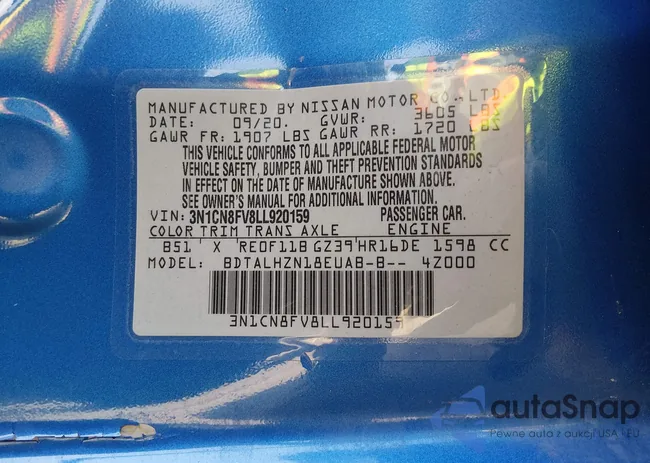 MANUFACTURED BY NISSAN MOTOR CO., LTD.
DATE: 09/20. GVWR: 3605 LBS
GAWR FR: 1907 LBS GAWR RR: 1720 LBS
THIS VEHICLE CONFORMS TO ALL APPLICABLE FEDERAL MOTOR
VEHICLE SAFETY, BUMPER AND THEFT PREVENTION STANDARDS
IN EFFECT ON THE DATE OF MANUFACTURE SHOWN ABOVE.
SEE OWNER'S MANUAL FOR ADDITIONAL INFORMATION.
VIN: 3N1CN8FV8LL920159 PASSENGER CAR.
COLOR TRIM TRANS AXLE ENGINE
B51 X RE0F11B GZ39 HR16DE 1598 CC
MODEL: BDTALHZN18EUAB-B-- 4Z000
3N1CN8FV8LL920159
autaSnap
Pewne auta z aukcji USA i EU